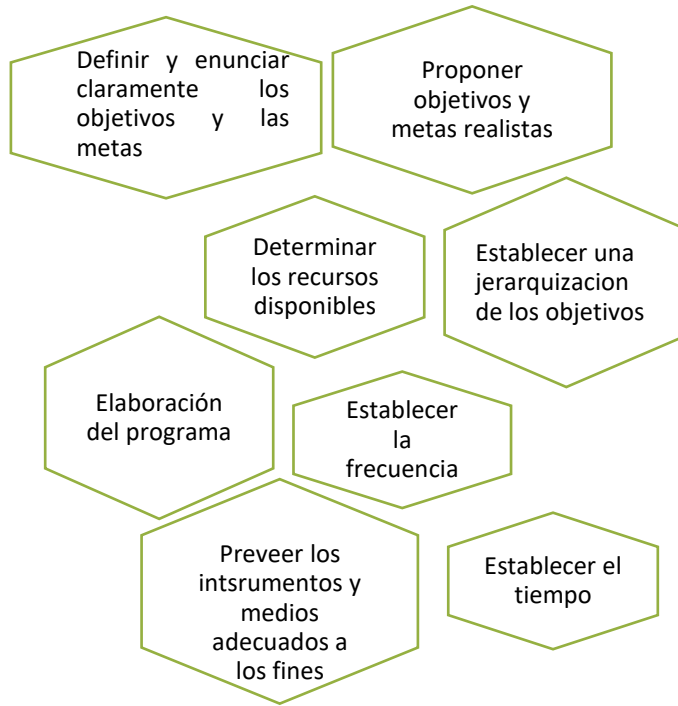 Definir y enunciar
claramente los
objetivos y las
metas
Proponer
objetivos y
metas realistas
Determinar
los recursos
disponibles
Establecer una
jerarquizacion
de los objetivos
Elaboración
del programa
Establecer
la
frecuencia
Preveer los
intsrumentos y
medios
adecuados a
los fines
Establecer el
tiempo